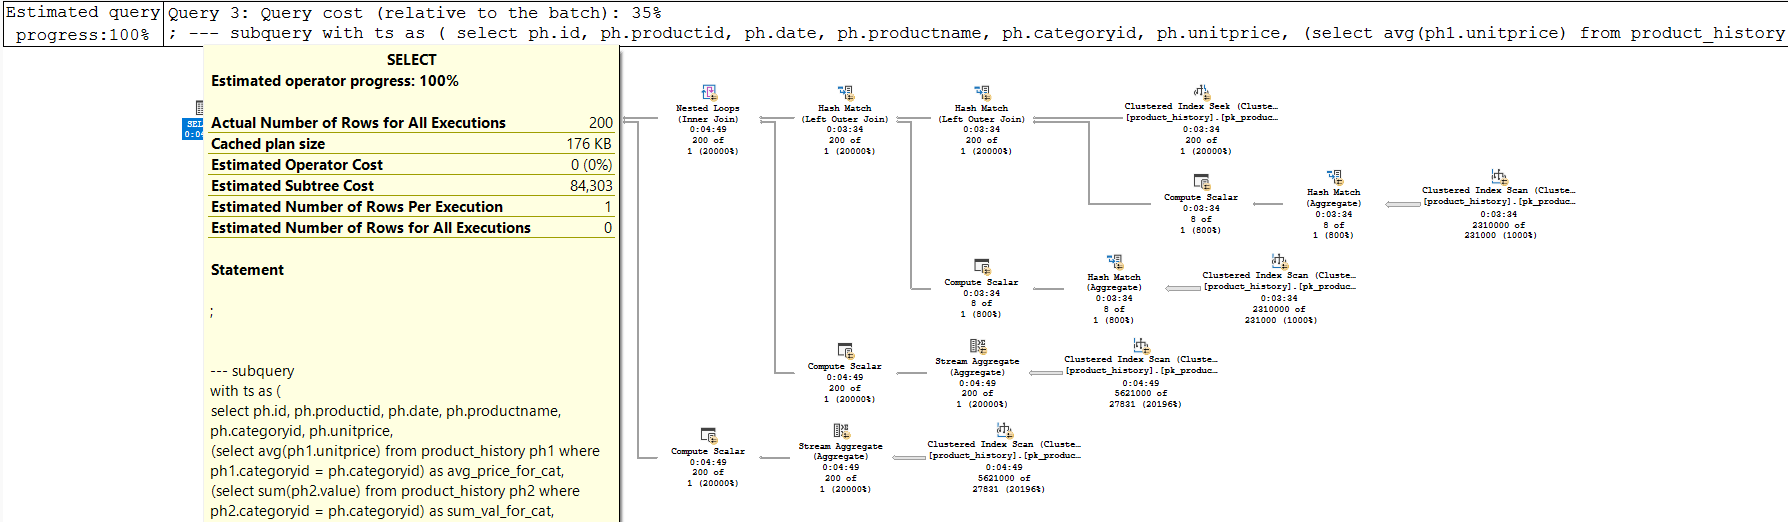 Estimated query
progress:100%
Query 3: Query cost (relative to the batch): 35%
; --- subquery with ts as ( select ph.id, ph.productid, ph.date, ph.productname, ph.categoryid, ph.unitprice, (select avg(ph1.unitprice) from product_history
SELECT
Estimated operator progress: 100%
Actual Number of Rows for All Executions 200
Cached plan size 176 KB
Estimated Operator Cost 0 (0%)
Estimated Subtree Cost 84,303
Estimated Number of Rows Per Execution 1
Estimated Number of Rows for All Executions 0
Statement
;
--- subquery
with ts as (
select ph.id, ph.productid, ph.date, ph.productname,
ph.categoryid, ph.unitprice,
(select avg(ph1.unitprice) from product_history ph1 where
ph1.categoryid = ph.categoryid) as avg_price_for_cat,
(select sum(ph2.value) from product_history ph2 where
ph2.categoryid = ph.categoryid) as sum_val_for_cat,
Nested Loops
(Inner Join)
0:04:49
200 of
1 (20000%)
Hash Match
(Left Outer Join)
0:03:34
200 of
1 (20000%)
Hash Match
(Left Outer Join)
0:03:34
200 of
1 (20000%)
Clustered Index Seek (Cluste…
[product_history].[pk_produc…
0:03:34
200 of
1 (20000%)
Compute Scalar
0:03:34
8 of
1 (800%)
Hash Match
(Aggregate)
0:03:34
8 of
1 (800%)
Clustered Index Scan (Cluste…
[product_history].[pk_produc…
0:03:34
2310000 of
231000 (1000%)
Compute Scalar
0:03:34
8 of
1 (800%)
Hash Match
(Aggregate)
0:03:34
8 of
1 (800%)
Clustered Index Scan (Cluste…
[product_history].[pk_produc…
0:03:34
2310000 of
231000 (1000%)
Compute Scalar
0:04:49
200 of
1 (20000%)
Stream Aggregate
(Aggregate)
0:04:49
200 of
1 (20000%)
Clustered Index Scan (Cluste…
[product_history].[pk_produc…
0:04:49
5621000 of
27831 (20196%)
Compute Scalar
0:04:49
200 of
1 (20000%)
Stream Aggregate
(Aggregate)
0:04:49
200 of
1 (20000%)
Clustered Index Scan (Cluste…
[product_history].[pk_produc…
0:04:49
5621000 of
27831 (20196%)